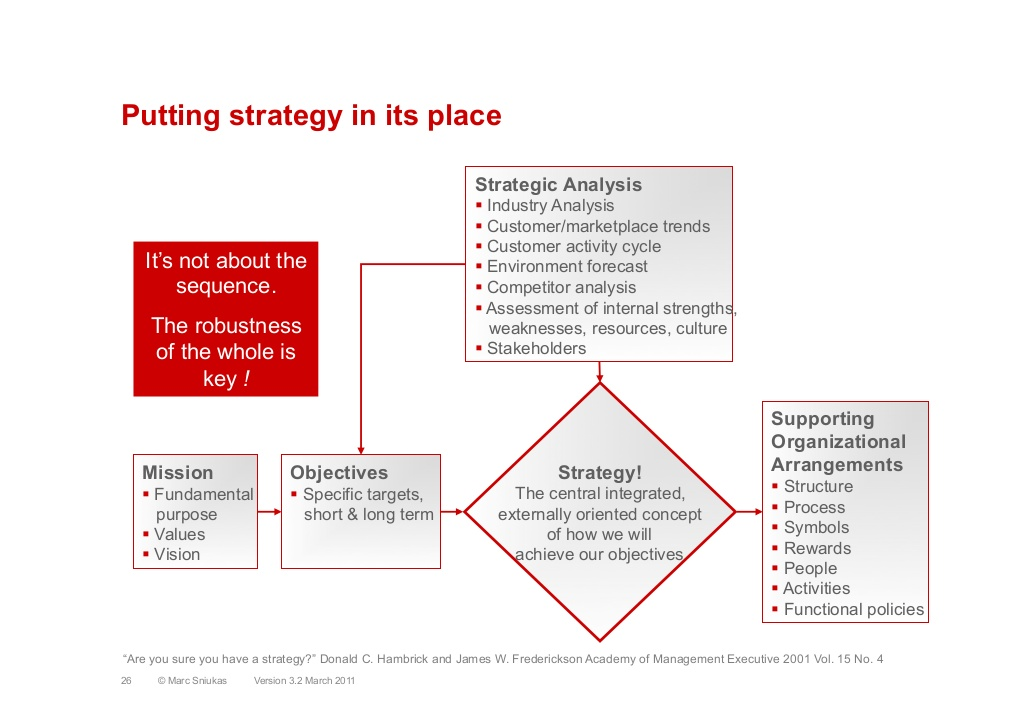 Putting strategy in its place
Strategic Analysis
▪ Industry Analysis
▪ Customer/marketplace trends
▪ Customer activity cycle
▪ Environment forecast
▪ Competitor analysis
▪ Assessment of internal strengths,
weaknesses, resources, culture
▪ Stakeholders
It’s not about the
sequence.
The robustness
of the whole is
key !
Mission
▪ Fundamental
purpose
▪ Values
▪ Vision
Objectives
▪ Specific targets,
short & long term
Strategy!
The central integrated,
externally oriented concept
of how we will
achieve our objectives
Supporting
Organizational
Arrangements
▪ Structure
▪ Process
▪ Symbols
▪ Rewards
▪ People
▪ Activities
▪ Functional policies
“Are you sure you have a strategy?” Donald C. Hambrick and James W. Frederickson Academy of Management Executive 2001 Vol. 15 No. 4
26 © Marc Sniukas Version 3.2 March 2011